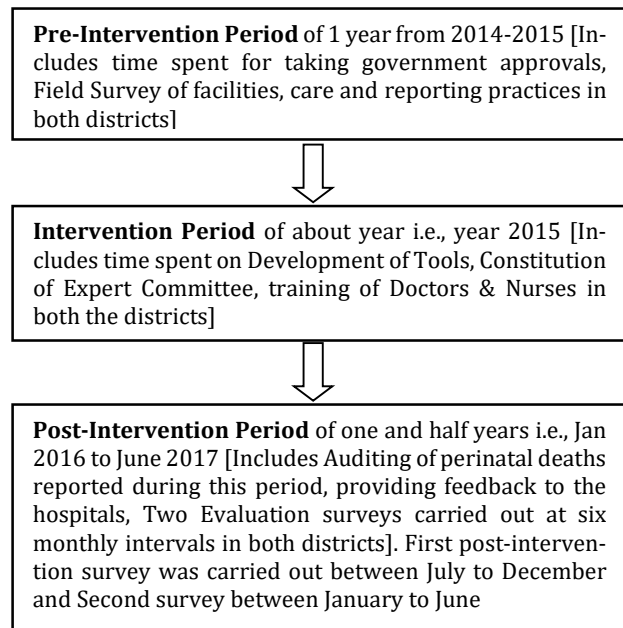 Pre-Intervention Period of 1 year from 2014-2015 [In-
cludes time spent for taking government approvals,
Field Survey of facilities, care and reporting practices in
both districts]
Intervention Period of about year i.e., year 2015 [In-
cludes time spent on Development of Tools, Constitution
of Expert Committee, training of Doctors & Nurses in
both the districts]
Post-Intervention Period of one and half years i.e., Jan
2016 to June 2017 [Includes Auditing of perinatal deaths
reported during this period, providing feedback to the
hospitals, Two Evaluation surveys carried out at six
monthly intervals in both districts]. First post-interven-
tion survey was carried out between July to December
and Second survey between January to June